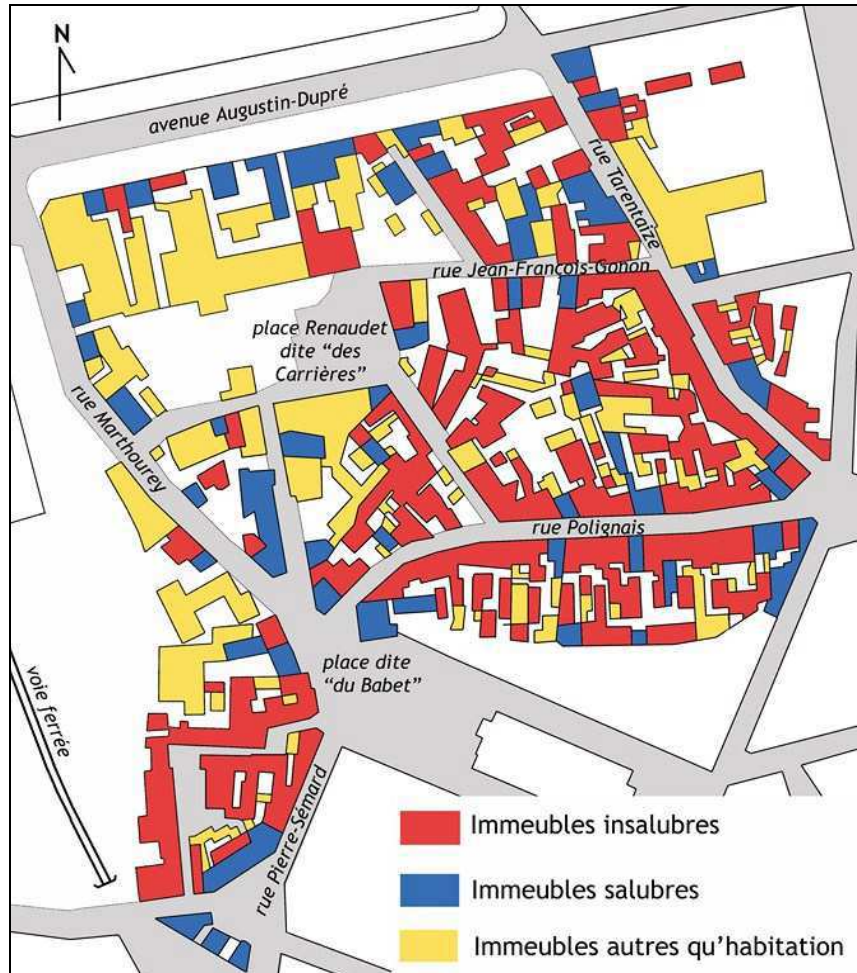 N
avenue Augustin-Dupré
rue Tarentaize
rue Jean-François-Gonon
place Renaudet
dite “des
Carrières”
rue Marthourey
rue Polignais
place dite
“du Babet”
voie ferrée
rue Pierre-Sémard
Immeubles insalubres
Immeubles salubres
Immeubles autres qu’habitation